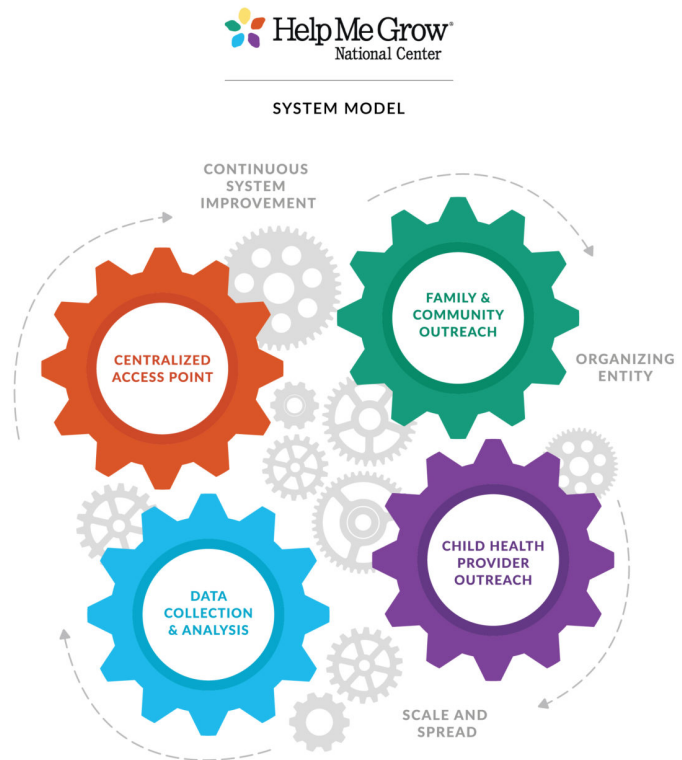 Help Me Grow®
National Center
SYSTEM MODEL
CONTINUOUS
SYSTEM
IMPROVEMENT
FAMILY &
COMMUNITY
OUTREACH
CENTRALIZED
ACCESS POINT
ORGANIZING
ENTITY
CHILD HEALTH
PROVIDER
OUTREACH
DATA
COLLECTION
& ANALYSIS
SCALE AND
SPREAD